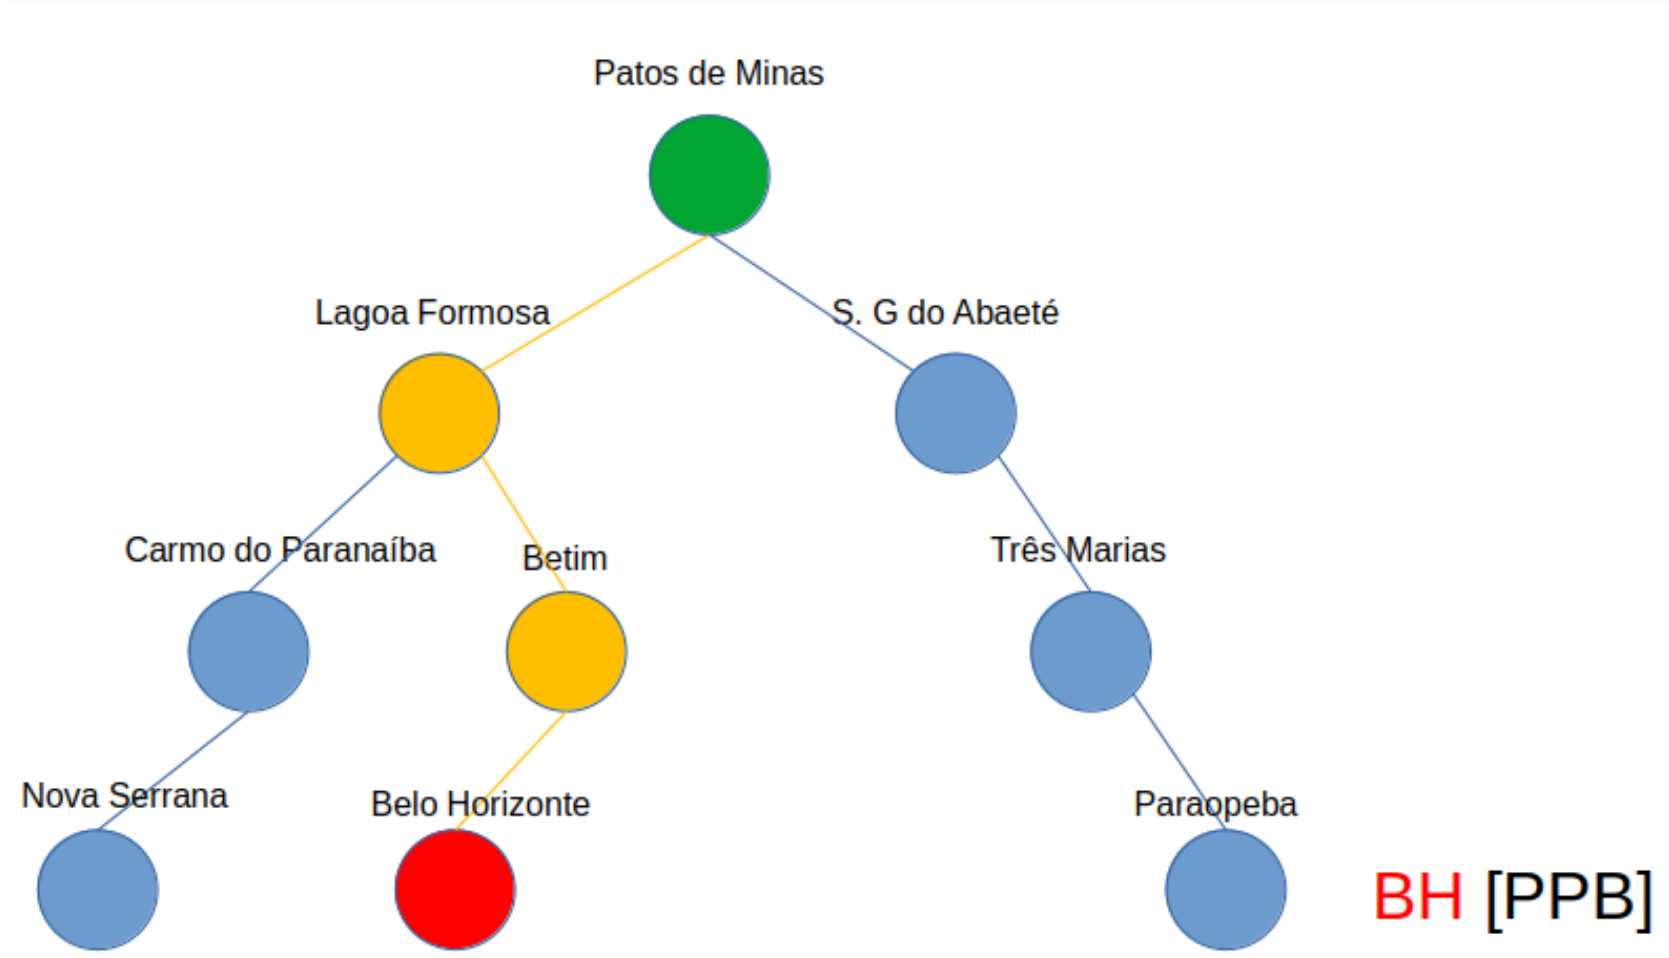 Patos de Minas
Lagoa Formosa
S. G do Abaeté
Carmo do Paranaíba
Betim
Três Marias
Nova Serrana
Belo Horizonte
Paraopeba
BH [PPB]